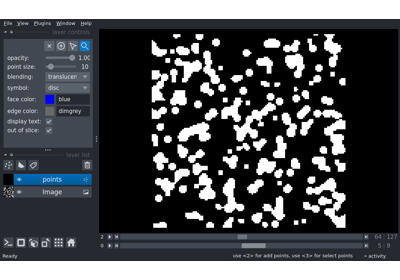 File View Plugins Window Help
layer controls
opacity: 1.00
point size: 10
blending: translucen
symbol: disc
face color: blue
edge color: dimgrey
display text:
out of slice:
layer list
points
Image
2 64 127
0 5 9
Ready use <2> for add points, use <3> for select points activity